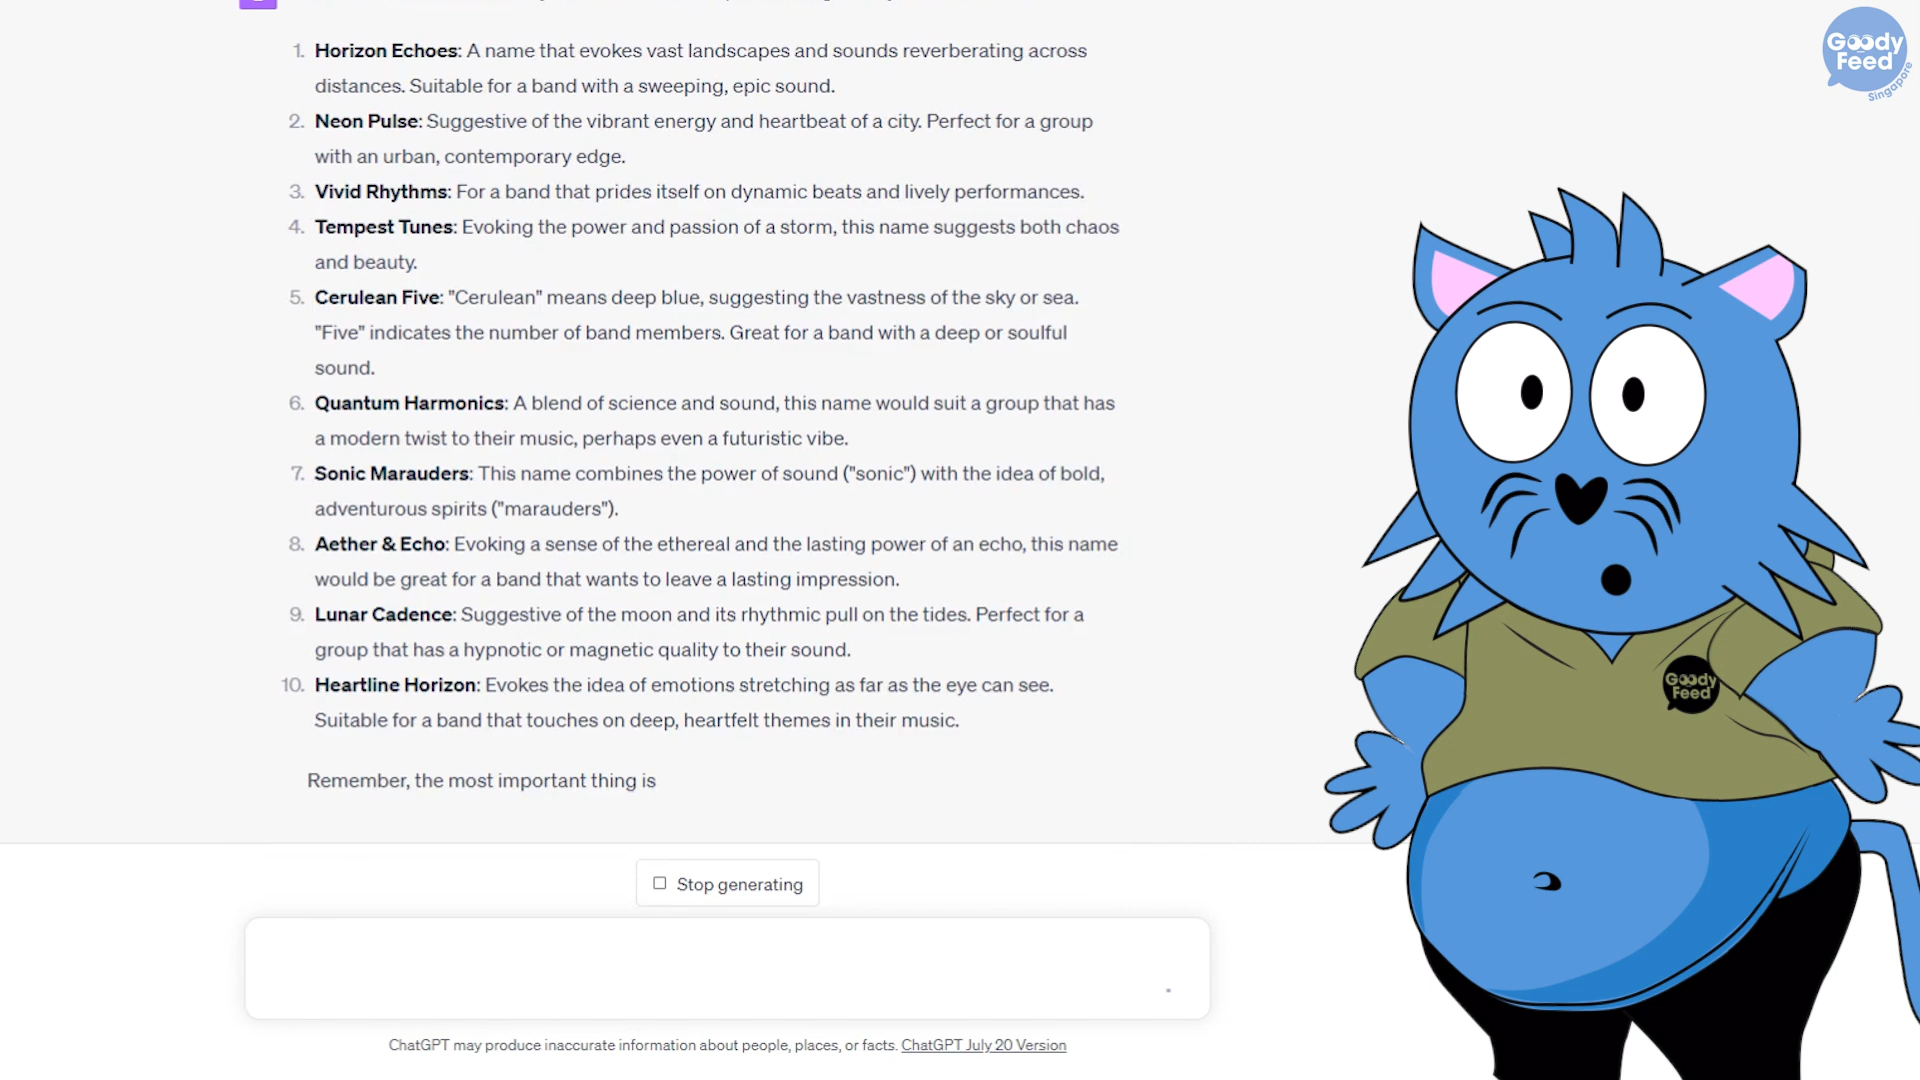 Goody
Feed
Singapore
1. Horizon Echoes: A name that evokes vast landscapes and sounds reverberating across
distances. Suitable for a band with a sweeping, epic sound.
2. Neon Pulse: Suggestive of the vibrant energy and heartbeat of a city. Perfect for a group
with an urban, contemporary edge.
3. Vivid Rhythms: For a band that prides itself on dynamic beats and lively performances.
4. Tempest Tunes: Evoking the power and passion of a storm, this name suggests both chaos
and beauty.
5. Cerulean Five: "Cerulean" means deep blue, suggesting the vastness of the sky or sea.
"Five" indicates the number of band members. Great for a band with a deep or soulful
sound.
6. Quantum Harmonics: A blend of science and sound, this name would suit a group that has
a modern twist to their music, perhaps even a futuristic vibe.
7. Sonic Marauders: This name combines the power of sound ("sonic") with the idea of bold,
adventurous spirits ("marauders").
8. Aether & Echo: Evoking a sense of the ethereal and the lasting power of an echo, this name
would be great for a band that wants to leave a lasting impression.
9. Lunar Cadence: Suggestive of the moon and its rhythmic pull on the tides. Perfect for a
group that has a hypnotic or magnetic quality to their sound.
10. Heartline Horizon: Evokes the idea of emotions stretching as far as the eye can see.
Suitable for a band that touches on deep, heartfelt themes in their music.
Remember, the most important thing is
Stop generating
ChatGPT may produce inaccurate information about people, places, or facts. ChatGPT July 20 Version
Goody
Feed